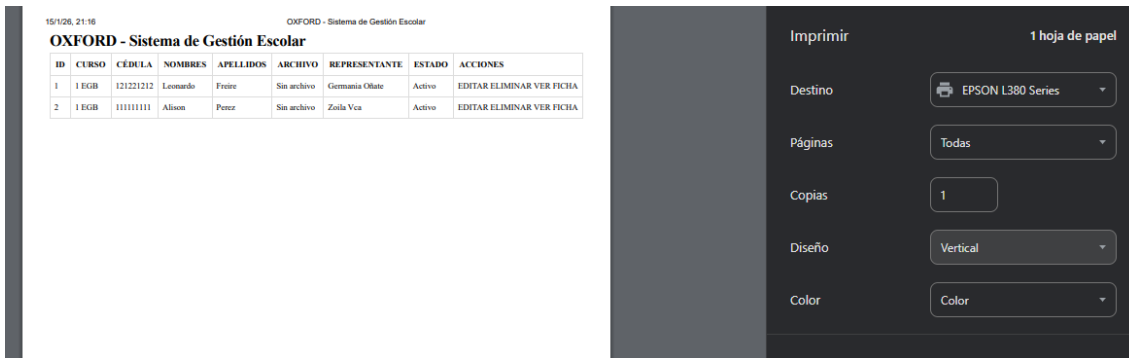 15/1/26, 21:16 OXFORD - Sistema de Gestión Escolar
OXFORD - Sistema de Gestión Escolar
ID CURSO CÉDULA NOMBRES APELLIDOS ARCHIVO REPRESENTANTE ESTADO ACCIONES
1 1 EGB 121221212 Leonardo Freire Sin archivo Germania Oñate Activo EDITAR ELIMINAR VER FICHA
2 1 EGB 111111111 Alison Perez Sin archivo Zoila Vca Activo EDITAR ELIMINAR VER FICHA
Imprimir 1 hoja de papel
Destino EPSON L380 Series
Páginas Todas
Copias 1
Diseño Vertical
Color Color